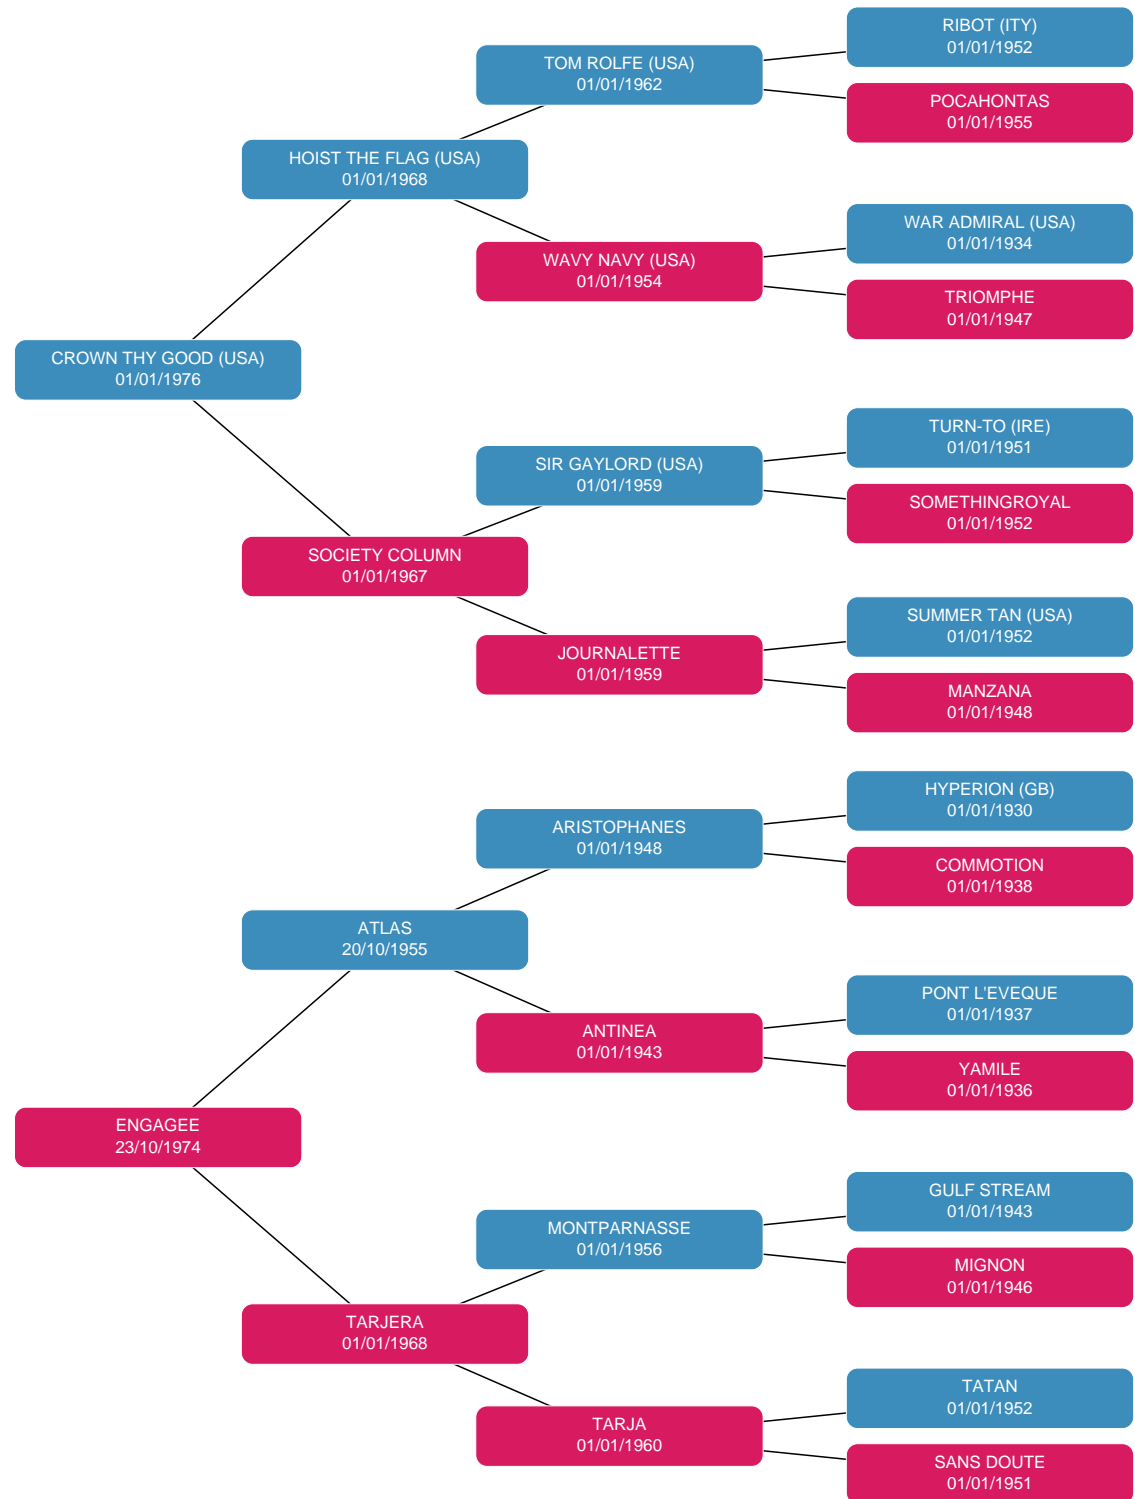 RIBOT (ITY)
01/01/1952
TOM ROLFE (USA)
01/01/1962
POCAHONTAS
01/01/1955
HOIST THE FLAG (USA)
01/01/1968
WAR ADMIRAL (USA)
01/01/1934
WAVY NAVY (USA)
01/01/1954
TRIOMPHE
01/01/1947
CROWN THY GOOD (USA)
01/01/1976
TURN-TO (IRE)
01/01/1951
SIR GAYLORD (USA)
01/01/1959
SOMETHINGROYAL
01/01/1952
SOCIETY COLUMN
01/01/1967
SUMMER TAN (USA)
01/01/1952
JOURNALETTE
01/01/1959
MANZANA
01/01/1948
HYPERION (GB)
01/01/1930
ARISTOPHANES
01/01/1948
COMMOTION
01/01/1938
ATLAS
20/10/1955
PONT L'EVEQUE
01/01/1937
ANTINEA
01/01/1943
YAMILE
01/01/1936
ENGAGEE
23/10/1974
GULF STREAM
01/01/1943
MONTPARNASSE
01/01/1956
MIGNON
01/01/1946
TARJERA
01/01/1968
TATAN
01/01/1952
TARJA
01/01/1960
SANS DOUTE
01/01/1951